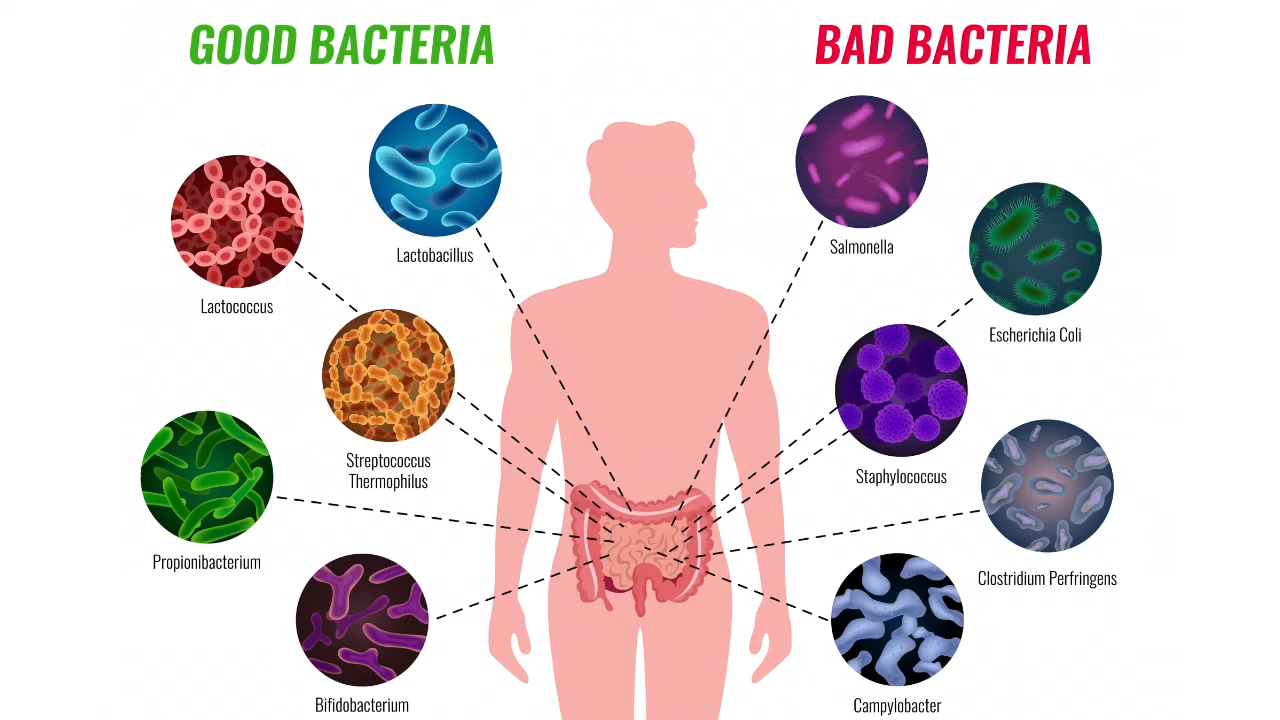 GOOD BACTERIA
BAD BACTERIA
Lactobacillus
Salmonella
Lactococcus
Escherichia Coli
Streptococcus
Thermophilus
Staphylococcus
Propionibacterium
Clostridium Perfringens
Bifidobacterium
Campylobacter